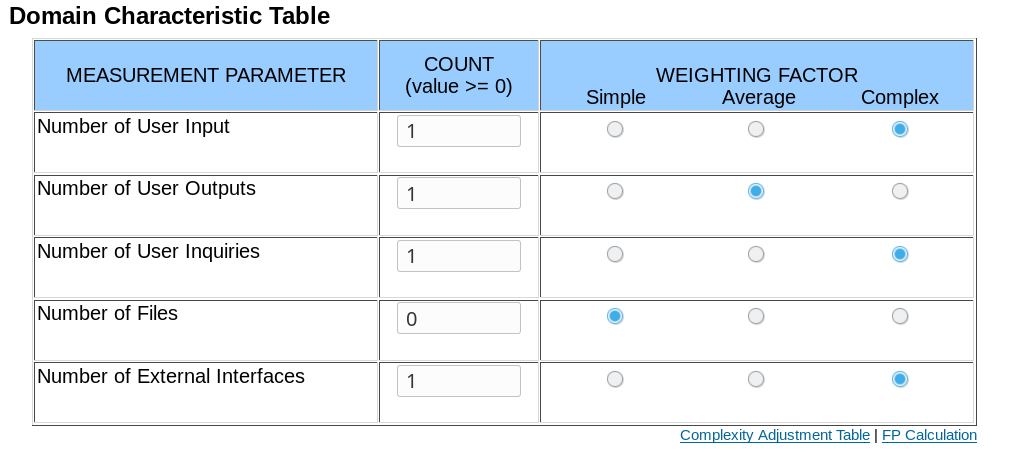 Domain Characteristic Table
MEASUREMENT PARAMETER
COUNT
(value >= 0)
WEIGHTING FACTOR
Simple Average Complex
Number of User Input 1
Number of User Outputs 1
Number of User Inquiries 1
Number of Files 0
Number of External Interfaces 1
Complexity Adjustment Table | FP Calculation